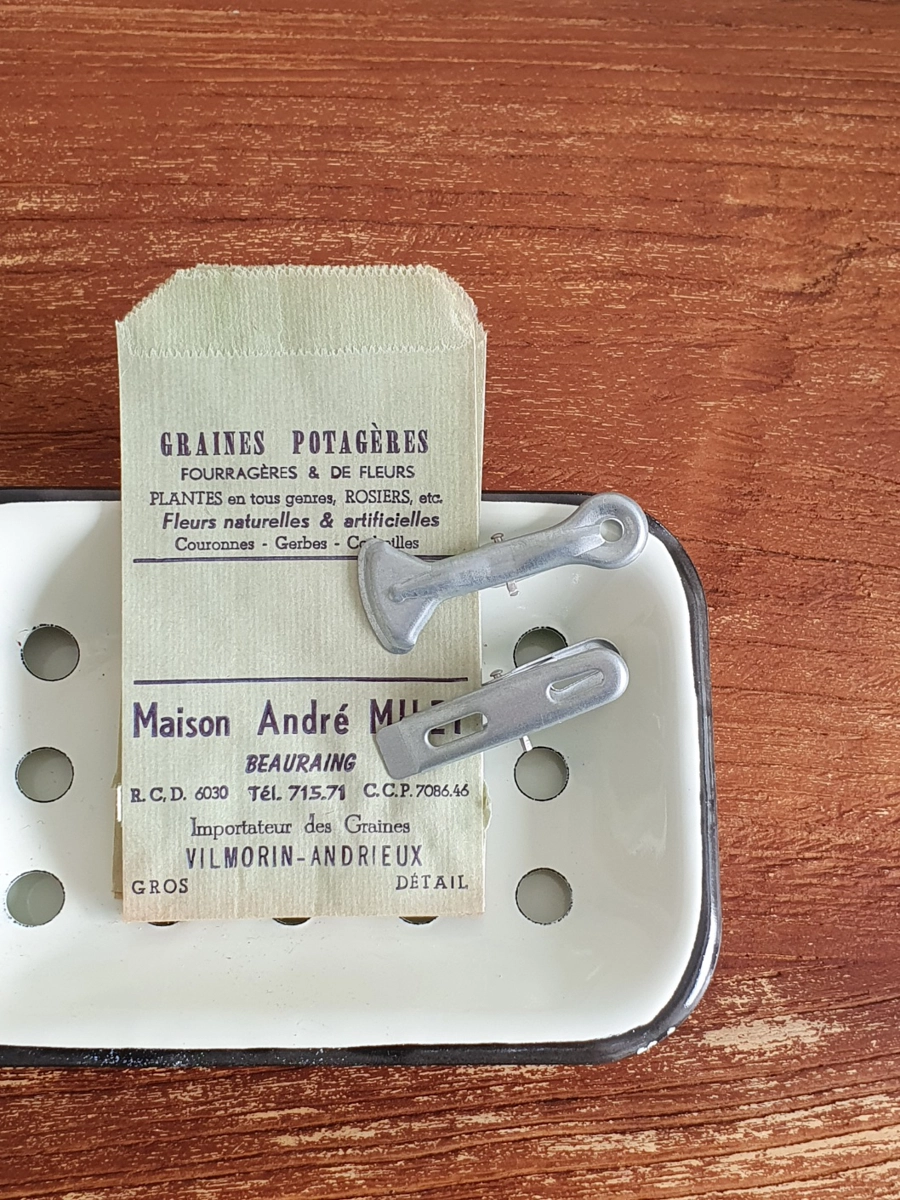 GRAINES POTAGÈRES
FOURRAGÈRES & DE FLEURS
PLANTES en tous genres, ROSIERS, etc.
Fleurs naturelles & artificielles
Couronnes - Gerbes -
Maison André
BEAURAING
R.C.D. 6030 Tél. 715.71 C.C.P. 7086.46
Importateur des Graines
VILMORIN-ANDRIEUX
GROS DÉTAIL